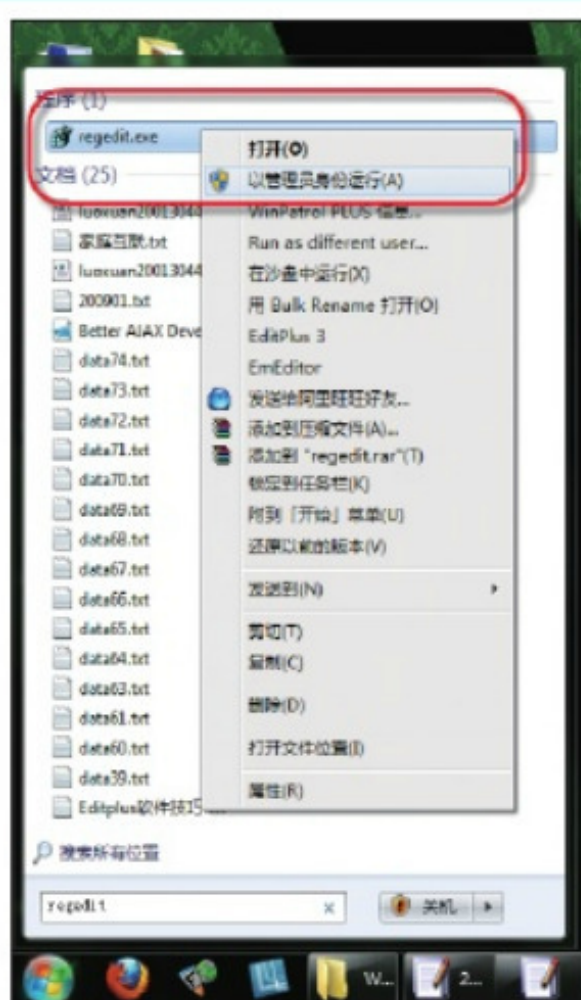 程序 (1)
regedit.exe
文档 (25)
luoxuan20013044
家庭互联.txt
luoxuan20013044
200901.txt
Better AJAX Deve
data74.txt
data73.txt
data72.txt
data71.txt
data70.txt
data69.txt
data68.txt
data67.txt
data66.txt
data65.txt
data64.txt
data63.txt
data61.txt
data60.txt
data39.txt
Editplus软件技巧
打开(O)
以管理员身份运行(A)
WinPatrol PLUS 信息...
Run as different user...
在沙盘中运行(X)
用 Bulk Rename 打开(O)
EditPlus 3
EmEditor
发送给阿里旺旺好友...
添加到压缩文件(A)...
添加到 "regedit.rar"(T)
锁定到任务栏(K)
附到「开始」菜单(U)
还原以前的版本(V)
发送到(N)
剪切(T)
复制(C)
删除(D)
打开文件位置(I)
属性(R)
搜索所有位置
regedit
关机
W...
2...